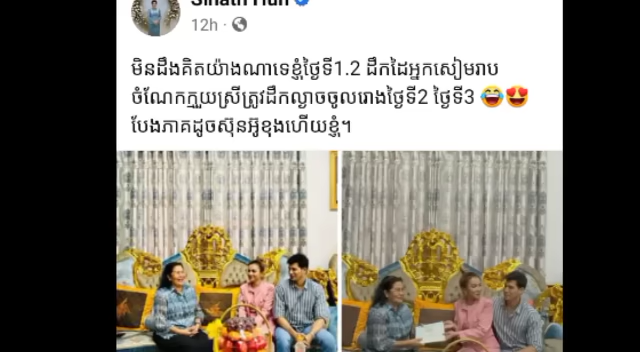 12h ·
មិនដឹងគិតយ៉ាងណាទេខ្ញុំថ្ងៃទី1.2 ដឹកដៃអ្នកសៀមរាប
ចំណែកក្មួយស្រីត្រូវដឹកល្ងាចចូលរោងថ្ងៃទី2 ថ្ងៃទី3 😂😍
បែងភាគដូចស៊ុនអ៊ូខុងហើយខ្ញុំ។